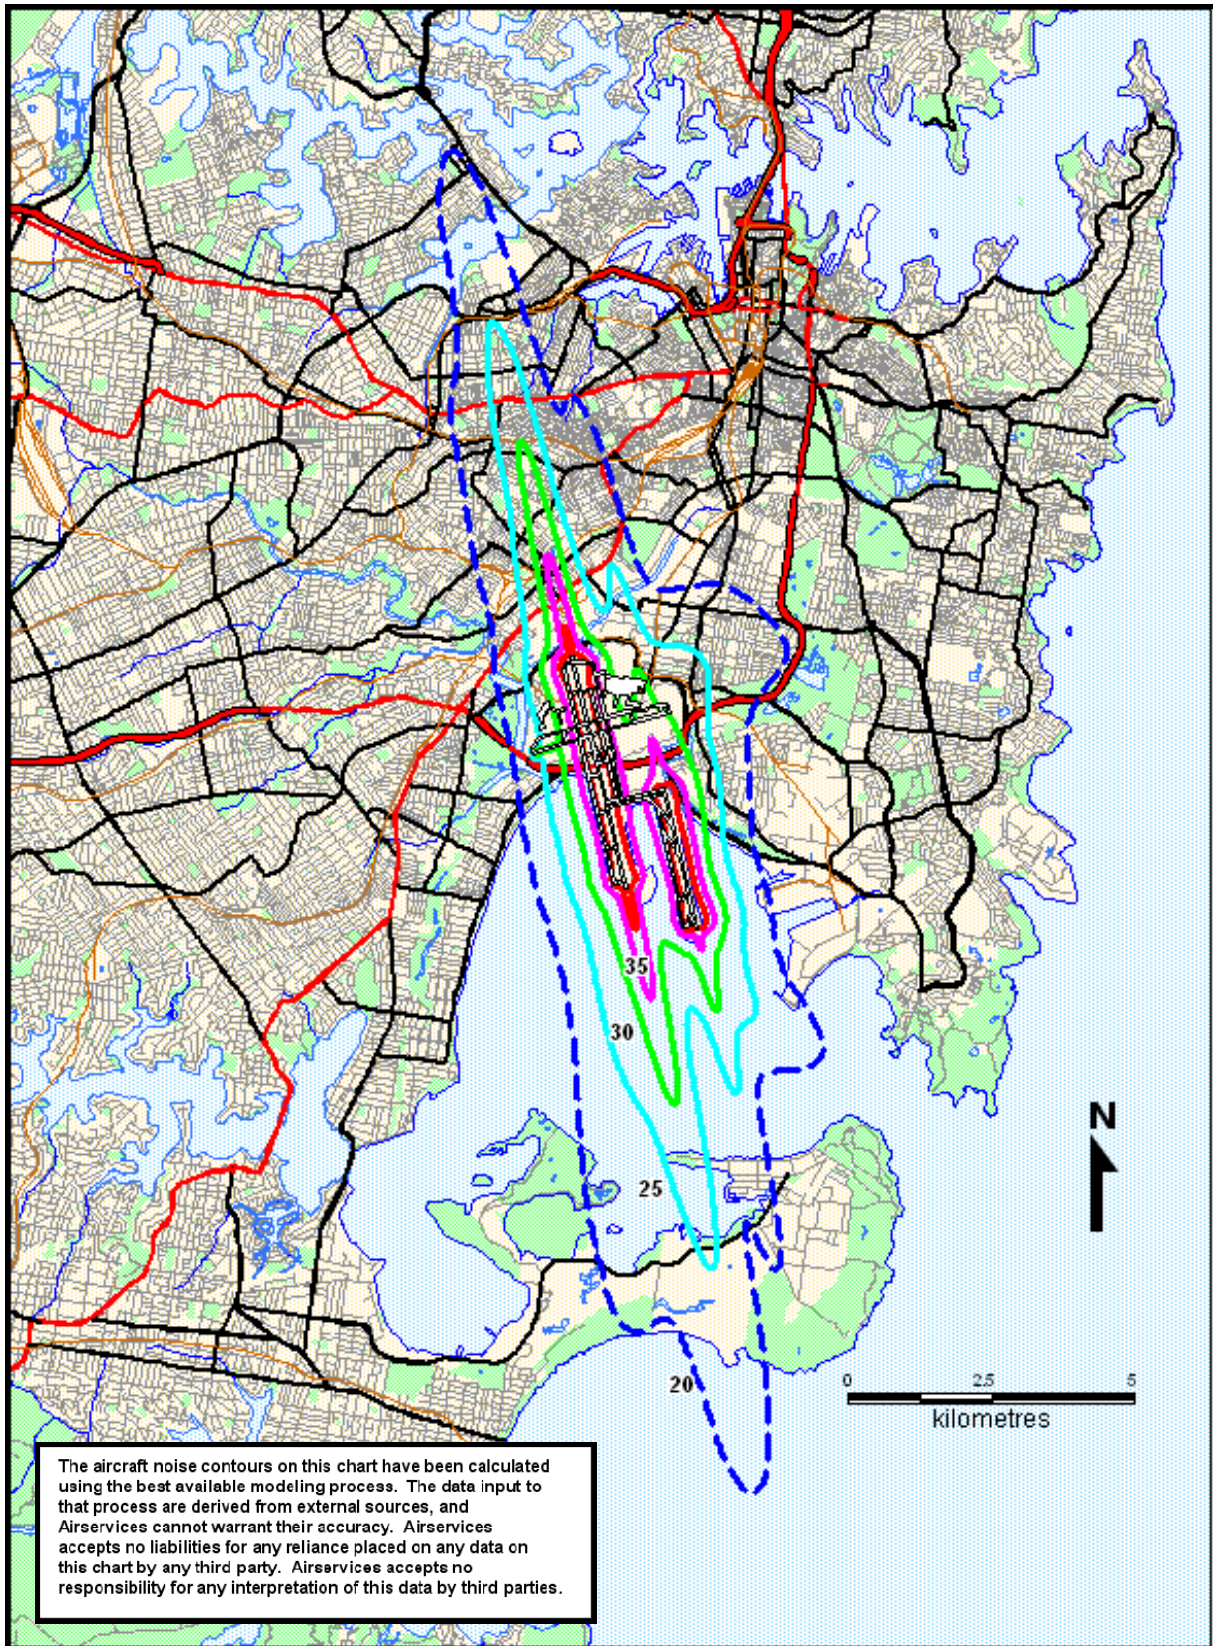 35
30
N
25
20
0 2.5 5
kilometres
The aircraft noise contours on this chart have been calculated
using the best available modeling process. The data input to
that process are derived from external sources, and
Airservices cannot warrant their accuracy. Airservices
accepts no liabilities for any reliance placed on any data on
this chart by any third party. Airservices accepts no
responsibility for any interpretation of this data by third parties.